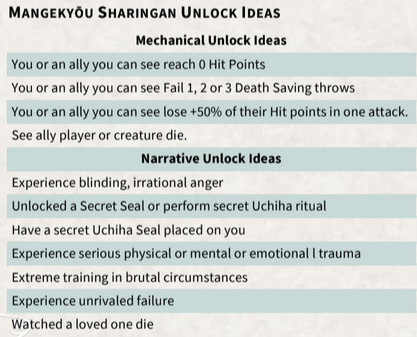 Mangekyōu Sharingan Unlock Ideas
Mechanical Unlock Ideas
You or an ally you can see reach 0 Hit Points
You or an ally you can see Fail 1, 2 or 3 Death Saving throws
You or an ally you can see lose +50% of their Hit points in one attack.
See ally player or creature die.
Narrative Unlock Ideas
Experience blinding, irrational anger
Unlocked a Secret Seal or perform secret Uchiha ritual
Have a secret Uchiha Seal placed on you
Experience serious physical or mental or emotional l trauma
Extreme training in brutal circumstances
Experience unrivaled failure
Watched a loved one die